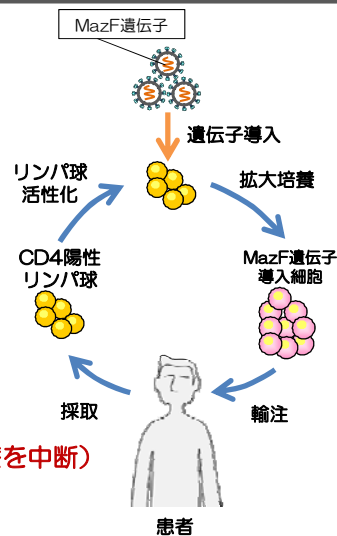 MazF遺伝子
遺伝子導入
リンパ球
活性化
拡大培養
CD4陽性
リンパ球
MazF遺伝子
導入細胞
採取
輸注
を中断）
患者